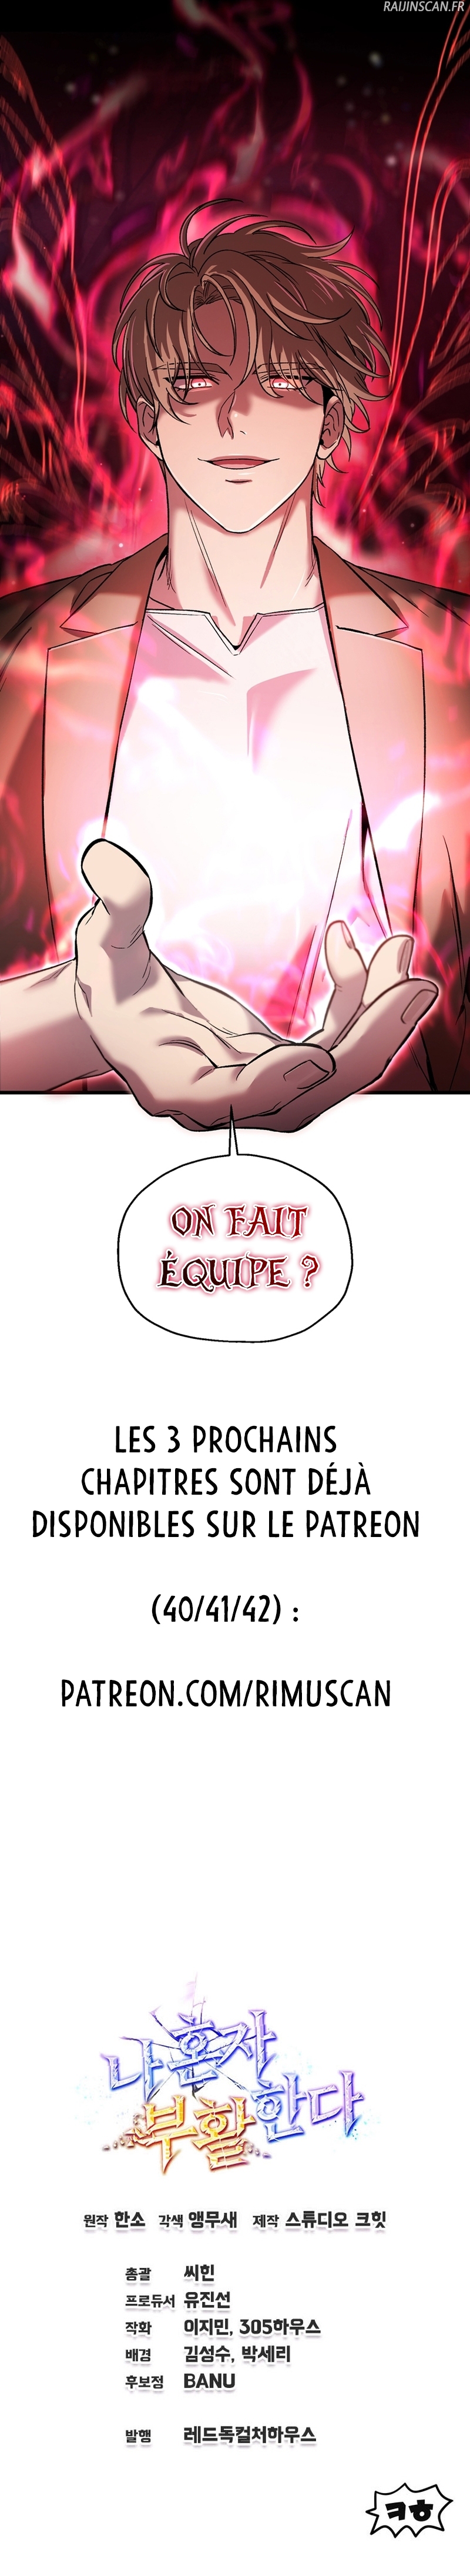 RAIJINSCAN.FR
ON FAIT
ÉQUIPE ?
LES 3 PROCHAINS
CHAPITRES SONT DÉJÀ
DISPONIBLES SUR LE PATREON
(40/41/42) :
PATREON.COM/RIMUSCAN
나 혼자
부활한다
원작 한소 각색 앵무새 제작 스튜디오 크힛
총괄 씨힌
프로듀서 유진선
작화 이지민, 305하우스
배경 김성수, 박세리
후보정 BANU
발행 레드독컬처하우스
ㅋㅎ